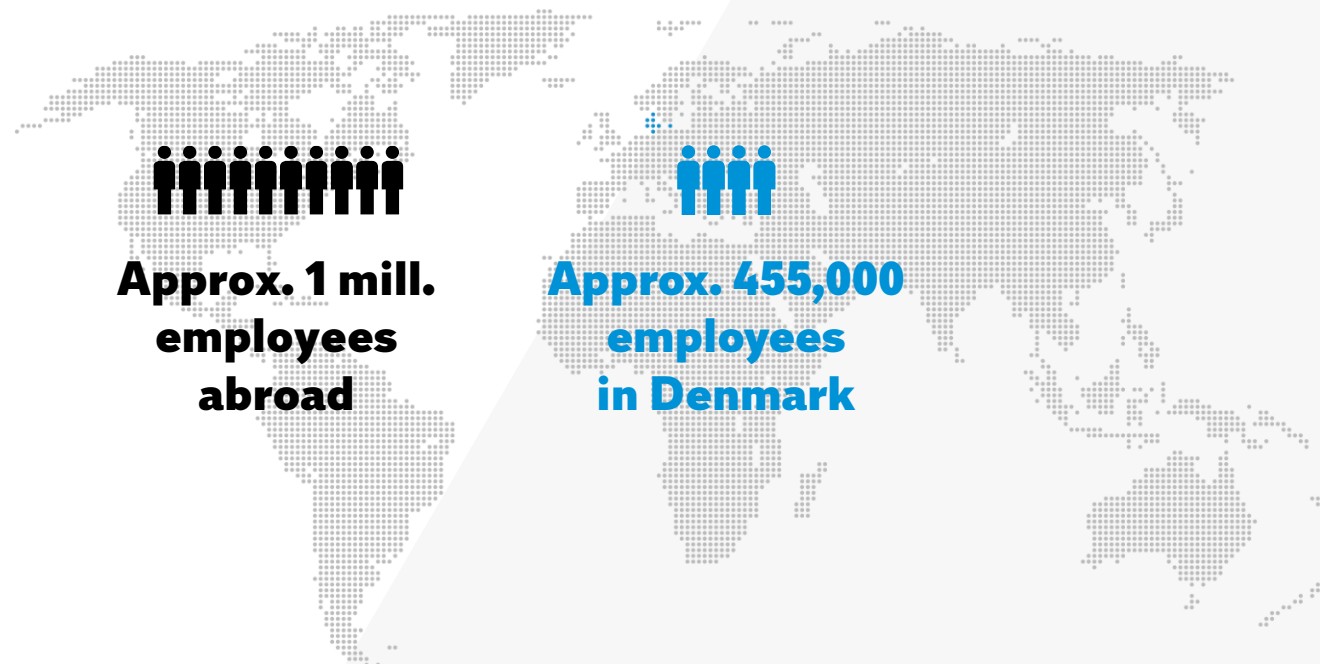 Approx. 1 mill.
employees
abroad
Approx. 455,000
employees
in Denmark